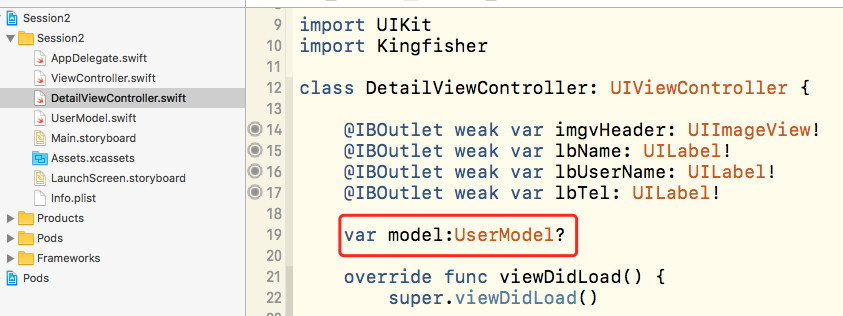 Session2
Session2
AppDelegate.swift
ViewController.swift
DetailViewController.swift
UserModel.swift
Main.storyboard
Assets.xcassets
LaunchScreen.storyboard
Info.plist
Products
Pods
Frameworks
Pods
9 import UIKit
10 import Kingfisher
11
12 class DetailViewController: UIViewController {
13
14 @IBOutlet weak var imgvHeader: UIImageView!
15 @IBOutlet weak var lbName: UILabel!
16 @IBOutlet weak var lbUserName: UILabel!
17 @IBOutlet weak var lbTel: UILabel!
18
19 var model:UserModel?
20
21 override func viewDidLoad() {
22 super.viewDidLoad()